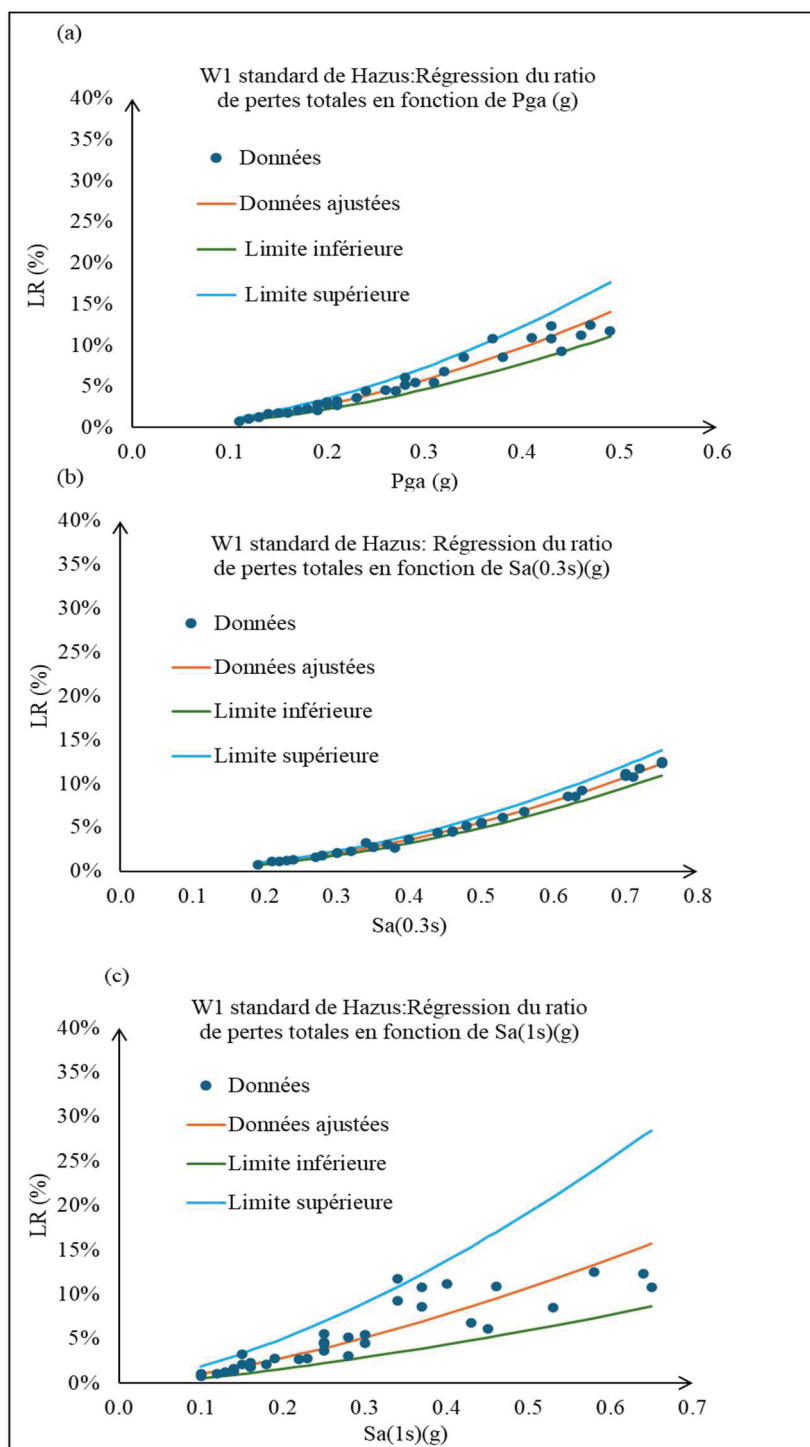 (a)
W1 standard de Hazus:Régression du ratio
de pertes totales en fonction de Pga (g)
40%
35%
30%
25%
20%
15%
10%
5%
0%
LR (%)
Données
Données ajustées
Limite inférieure
Limite supérieure
0.0 0.1 0.2 0.3 0.4 0.5 0.6
Pga (g)
(b)
W1 standard de Hazus: Régression du ratio
de pertes totales en fonction de Sa(0.3s)(g)
40%
35%
30%
25%
20%
15%
10%
5%
0%
LR (%)
Données
Données ajustées
Limite inférieure
Limite supérieure
0.0 0.1 0.2 0.3 0.4 0.5 0.6 0.7 0.8
Sa(0.3s)
(c)
W1 standard de Hazus:Régression du ratio
de pertes totales en fonction de Sa(1s)(g)
40%
35%
30%
25%
20%
15%
10%
5%
0%
LR (%)
Données
Données ajustées
Limite inférieure
Limite supérieure
0.0 0.1 0.2 0.3 0.4 0.5 0.6 0.7
Sa(1s)(g)